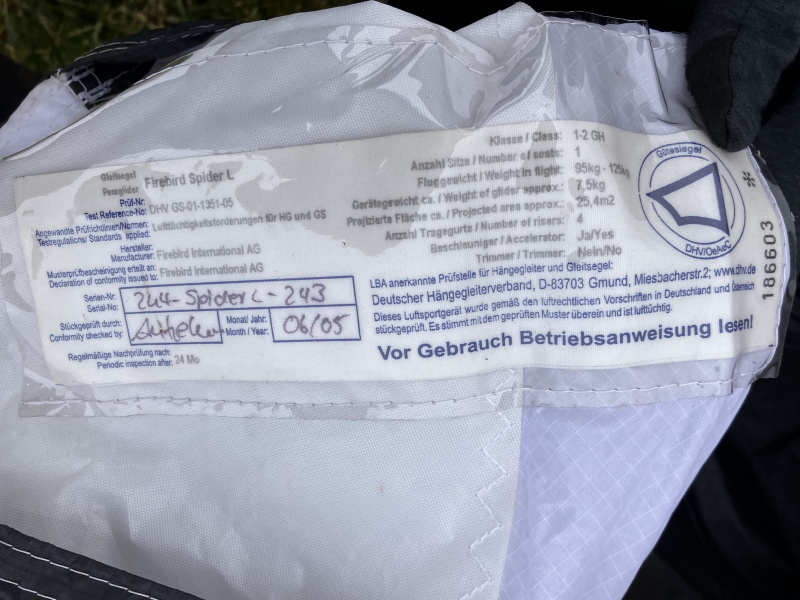 Gleitsegel
Paraglider Firebird Spider L
Prüf-Nr:
Test Reference-No: DHV GS-01-1351-05
Angewandte Prüfrichtlinien/Normen:
Testregulations/ Standards applied: Lufttüchtigkeitsforderungen für HG und GS
Hersteller:
Manufacturer: Firebird International AG
Musterprüfbescheinigung erteilt an:
Declaration of conformity issued to: Firebird International AG
Serien-Nr:
Serial-No: 244-Spider L-243
Stückgeprüft durch:
Conformity checked by:
Monat/ Jahr:
Month / Year: 06/05
Regelmäßige Nachprüfung nach:
Periodic inspection after: 24 Mo
Klasse / Class: 1-2 GH
Anzahl Sitze / Number of seats: 1
Fluggewicht / Weight in flight: 95kg - 125kg
Gerätegewicht ca. / Weight of glider approx.: 7,5kg
Projizierte Fläche ca. / Projected area approx.: 25,4m2
Anzahl Tragegurte / Number of risers: 4
Beschleuniger / Accelerator: Ja/Yes
Trimmer / Trimmer: Nein/No
LBA anerkannte Prüfstelle für Hängegleiter und Gleitsegel:
Deutscher Hängegleiterverband, D-83703 Gmund, Miesbacherstr.2; www.dhv.de
Dieses Luftsportgerät wurde gemäß den luftrechtlichen Vorschriften in Deutschland und Österreich
stückgeprüft. Es stimmt mit dem geprüften Muster überein und ist lufttüchtig.
Vor Gebrauch Betriebsanweisung lesen!
Gütesiegel
DHV/OeAeC
186603 *